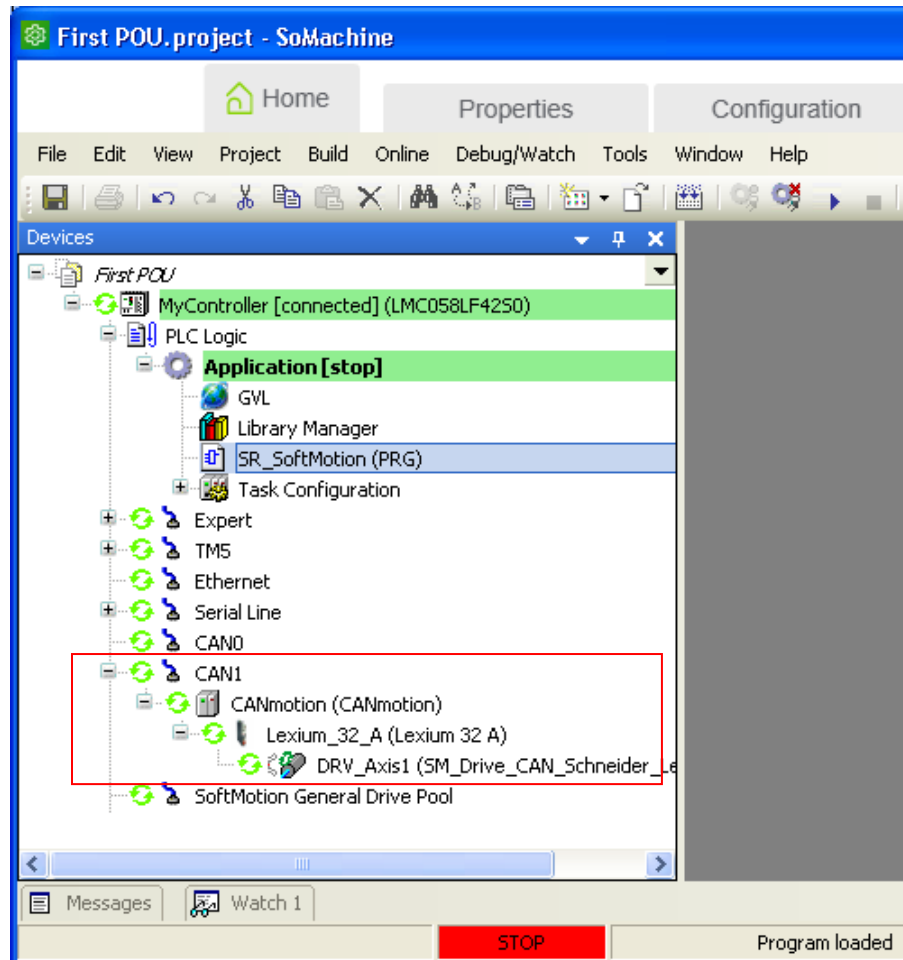 First POU.project - SoMachine
Home Properties Configuration
File Edit View Project Build Online Debug/Watch Tools Window Help
Devices
First POU
MyController [connected] (LMC058LF42S0)
PLC Logic
Application [stop]
GVL
Library Manager
SR_SoftMotion (PRG)
Task Configuration
Expert
TM5
Ethernet
Serial Line
CAN0
CAN1
CANmotion (CANmotion)
Lexium_32_A (Lexium 32 A)
DRV_Axis1 (SM_Drive_CAN_Schneider_Le
SoftMotion General Drive Pool
Messages Watch 1
STOP Program loaded